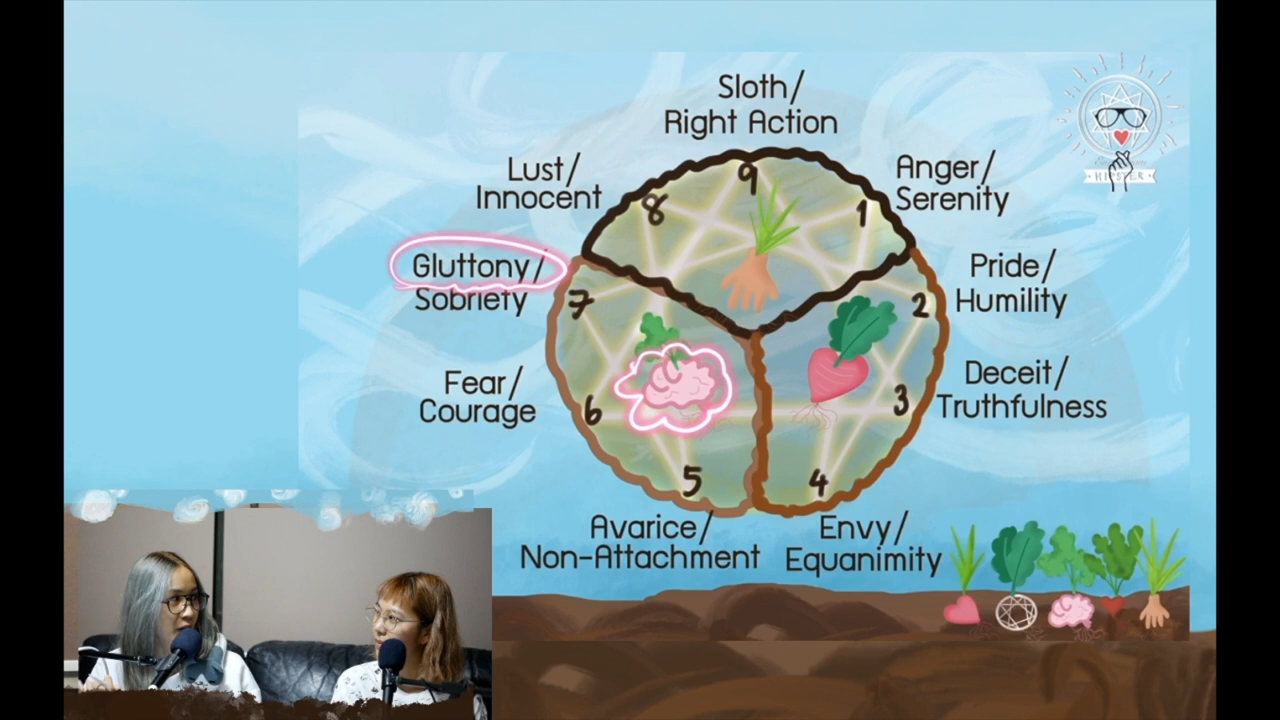 Sloth/
Right Action
Lust/
Innocent
Anger/
Serenity
Gluttony/
Sobriety
Pride/
Humility
Fear/
Courage
Deceit/
Truthfulness
Avarice/
Non-Attachment
Envy/
Equanimity
9
8
1
7
2
6
3
5
4
HIPSTER